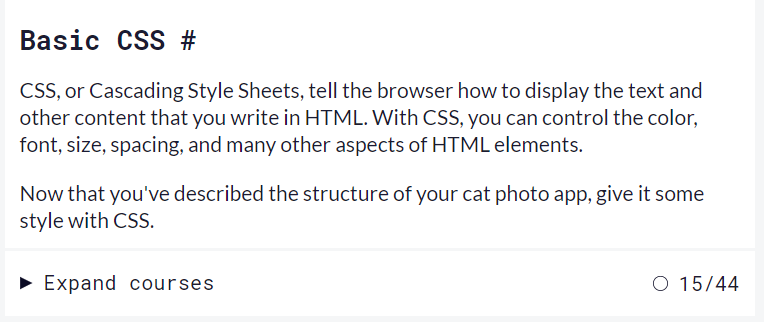 Basic CSS #
CSS, or Cascading Style Sheets, tell the browser how to display the text and
other content that you write in HTML. With CSS, you can control the color,
font, size, spacing, and many other aspects of HTML elements.
Now that you've described the structure of your cat photo app, give it some
style with CSS.
Expand courses 15/44